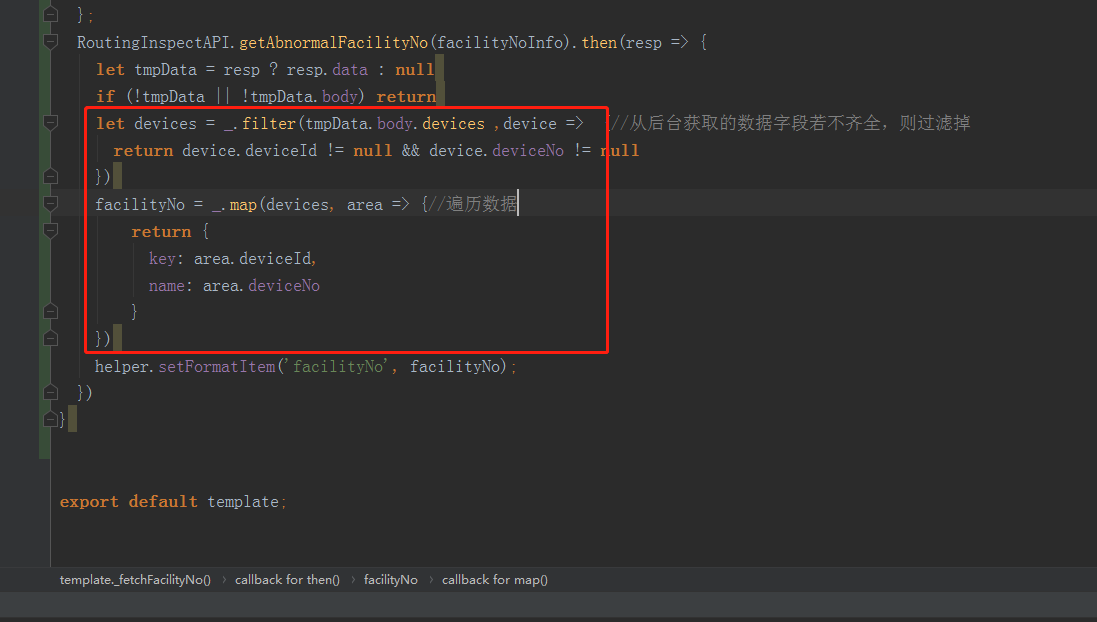 };
RoutingInspectAPI.getAbnormalFacilityNo(facilityNoInfo).then(resp => {
let tmpData = resp ? resp.data : null
if (!tmpData || !tmpData.body) return
let devices = _.filter(tmpData.body.devices ,device => //从后台获取的数据字段若不齐全，则过滤掉
return device.deviceId != null && device.deviceNo != null
})
facilityNo = _.map(devices, area => {//遍历数据
return {
key: area.deviceId,
name: area.deviceNo
}
})
helper.setFormatItem('facilityNo', facilityNo);
})
}
export default template;
template._fetchFacilityNo() › callback for then() › facilityNo › callback for map()